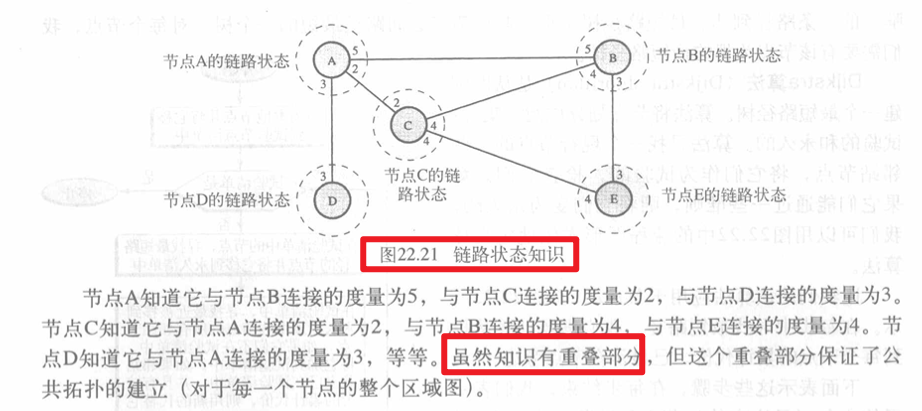 节点A的链路状态
A
5
2
3
5
4
3
B
节点B的链路状态
2
C
4
4
节点C的链
路状态
3
D
节点D的链路状态
3
4
E
节点E的链路状态
图22.21 链路状态知识
节点A知道它与节点B连接的度量为5，与节点C连接的度量为2，与节点D连接的度量为3。
节点C知道它与节点A连接的度量为2，与节点B连接的度量为4，与节点E连接的度量为4。节
点D知道它与节点A连接的度量为3，等等。虽然知识有重叠部分，但这个重叠部分保证了公
共拓扑的建立（对于每一个节点的整个区域图）。